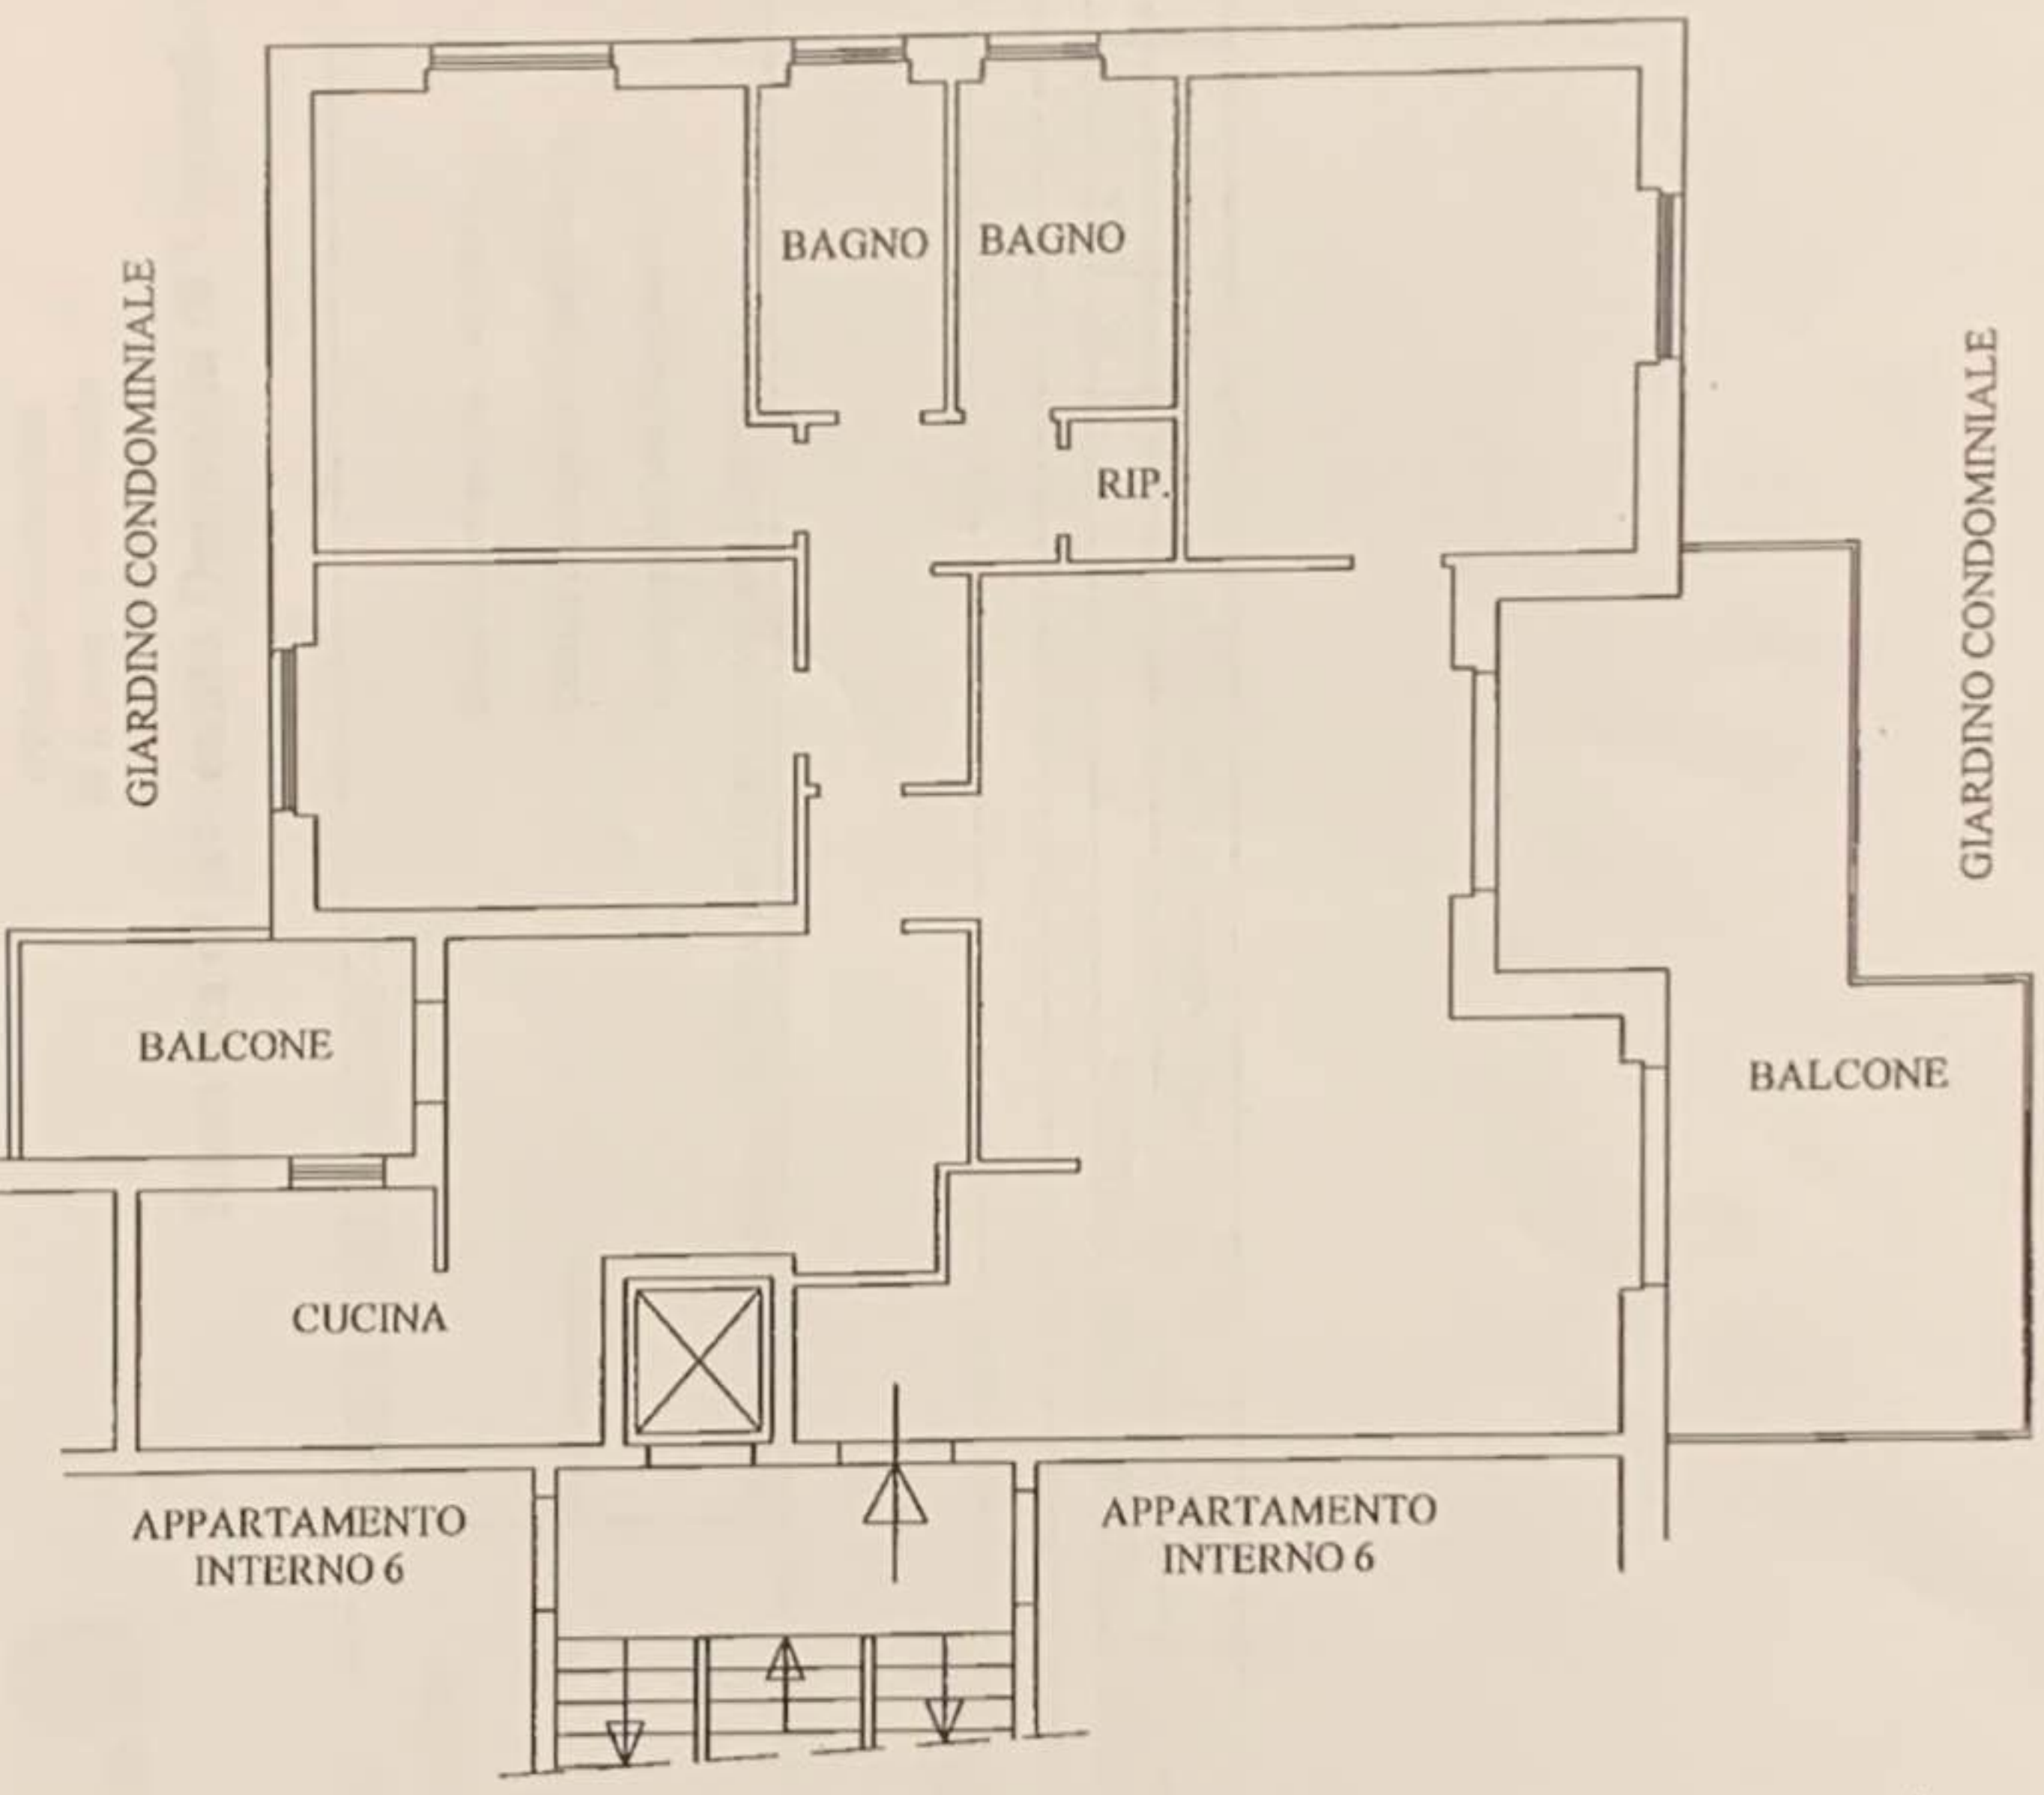 BAGNO
BAGNO
GIARDINO CONDOMINIALE
GIARDINO CONDOMINIALE
RIP.
BALCONE
BALCONE
CUCINA
APPARTAMENTO
INTERNO 6
APPARTAMENTO
INTERNO 6